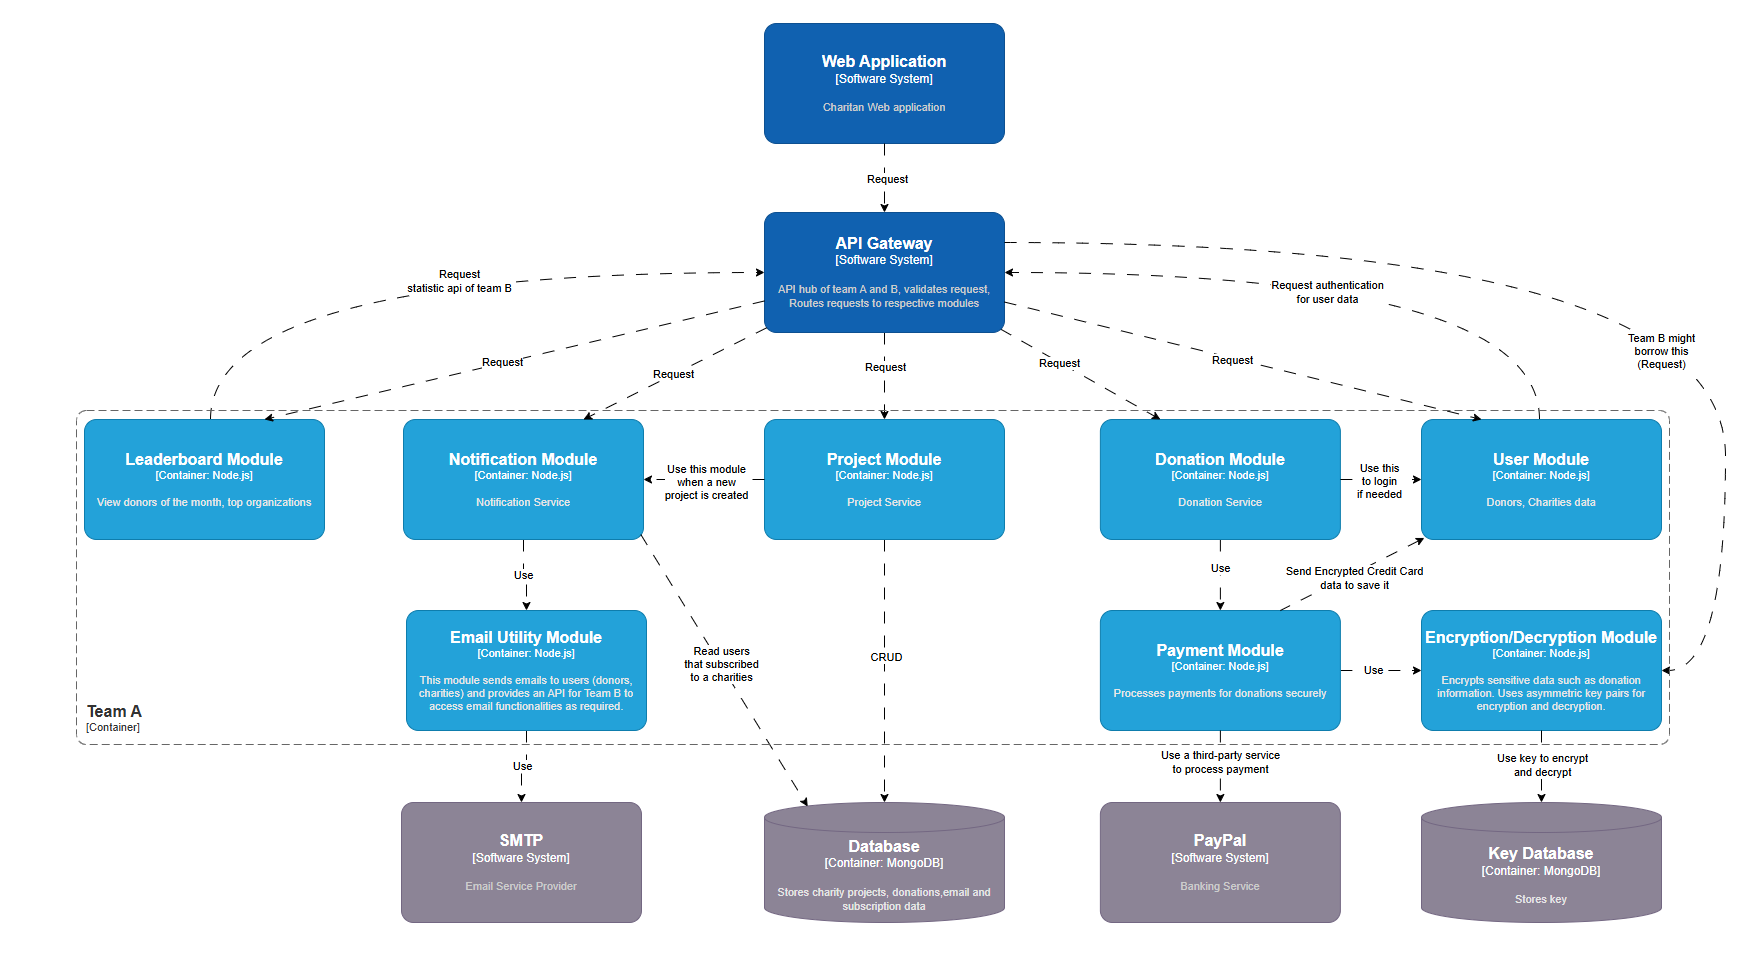 Web Application
[Software System]
Charitan Web application
Request
API Gateway
[Software System]
API hub of team A and B, validates request,
Routes requests to respective modules
Request
statistic api of team B
Request authentication
for user data
Team B might
borrow this
(Request)
Request
Request
Request
Request
Request
Leaderboard Module
[Container: Node.js]
View donors of the month, top organizations
Notification Module
[Container: Node.js]
Notification Service
Use this module
when a new
project is created
Project Module
[Container: Node.js]
Project Service
Donation Module
[Container: Node.js]
Donation Service
Use this
to login
if needed
User Module
[Container: Node.js]
Donors, Charities data
Use
Use
Send Encrypted Credit Card
data to save it
Email Utility Module
[Container: Node.js]
This module sends emails to users (donors,
charities) and provides an API for Team B to
access email functionalities as required.
Read users
that subscribed
to a charities
CRUD
Payment Module
[Container: Node.js]
Processes payments for donations securely
Use
Encryption/Decryption Module
[Container: Node.js]
Encrypts sensitive data such as donation
information. Uses asymmetric key pairs for
encryption and decryption.
Team A
[Container]
Use
Use a third-party service
to process payment
Use key to encrypt
and decrypt
SMTP
[Software System]
Email Service Provider
Database
[Container: MongoDB]
Stores charity projects, donations,email and
subscription data
PayPal
[Software System]
Banking Service
Key Database
[Container: MongoDB]
Stores key